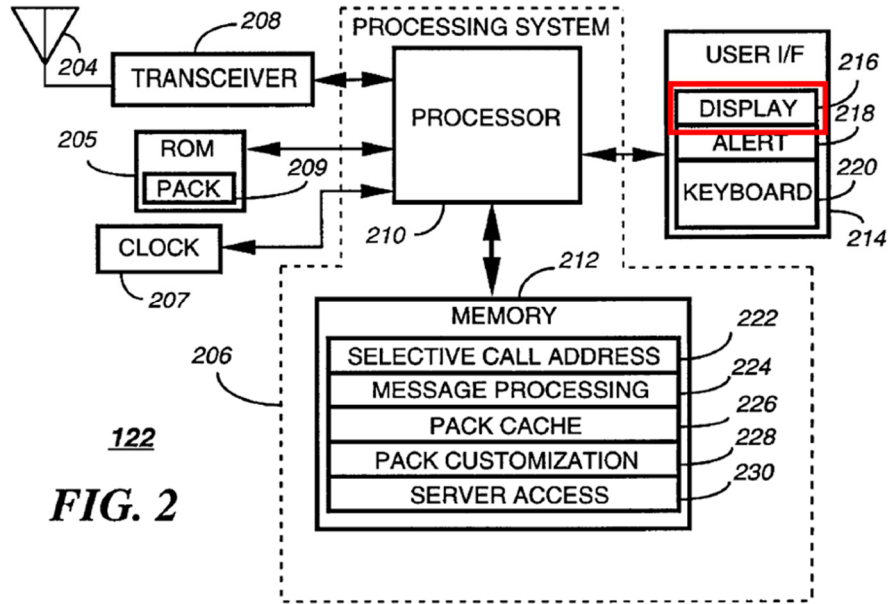 208
PROCESSING SYSTEM
204
TRANSCEIVER
PROCESSOR
USER I/F
216
DISPLAY
218
ALERT
220
KEYBOARD
214
205
ROM
209
PACK
210
CLOCK
207
212
MEMORY
206
SELECTIVE CALL ADDRESS
222
MESSAGE PROCESSING
224
PACK CACHE
226
PACK CUSTOMIZATION
228
SERVER ACCESS
230
122
FIG. 2